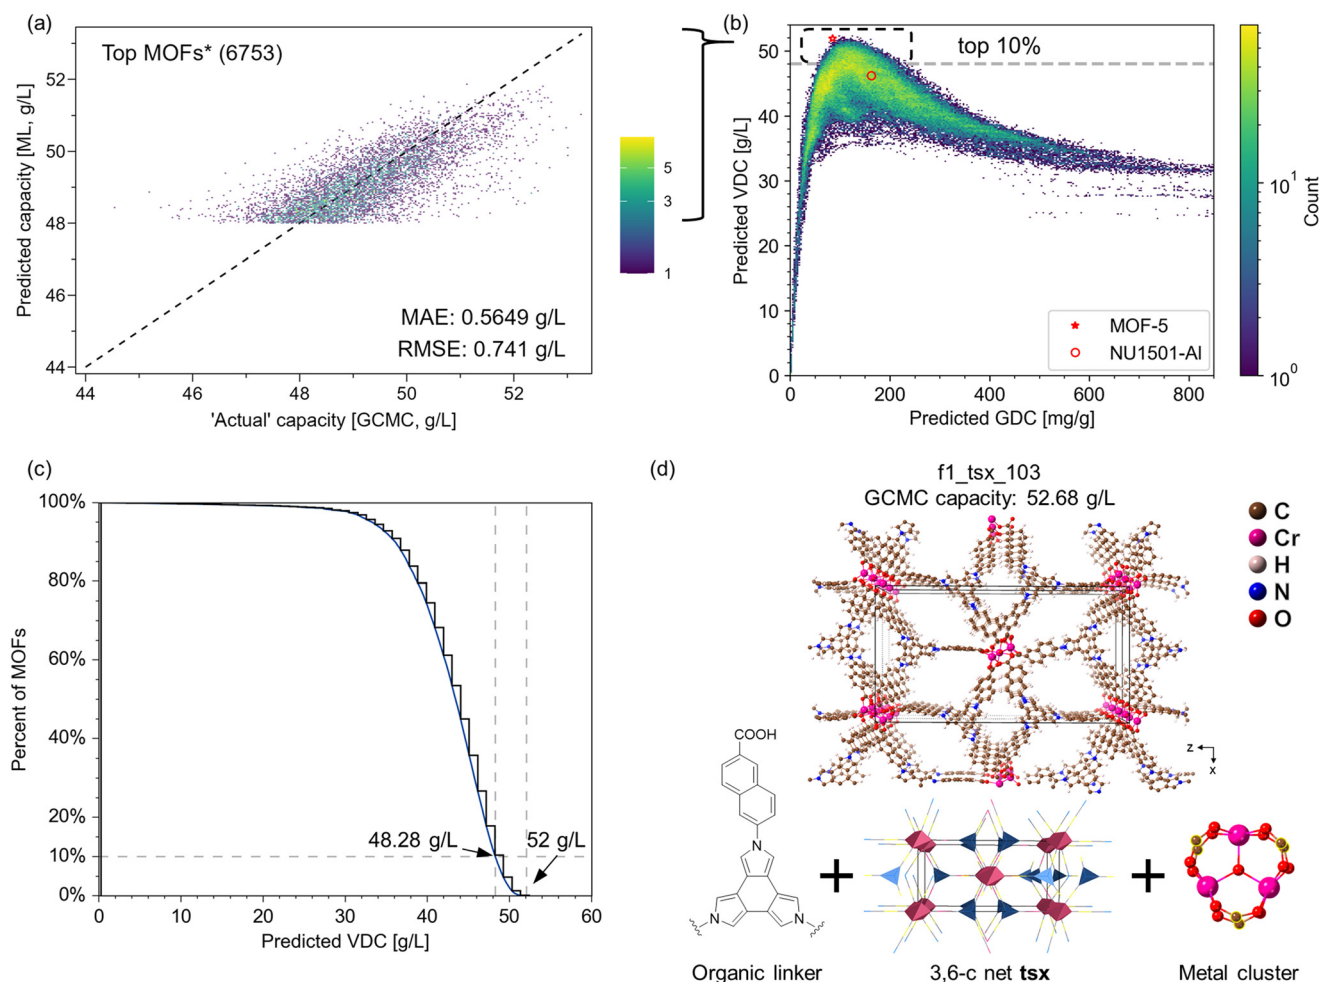 (a)
Top MOFs* (6753)
Predicted capacity [ML, g/L]
52
50
48
46
44
MAE: 0.5649 g/L
RMSE: 0.741 g/L
44
46
48
50
52
'Actual' capacity [GCMC, g/L]
5
3
1
(b)
top 10%
Predicted VDC [g/L]
50
40
30
20
10
0
MOF-5
NU1501-Al
0
200
400
600
800
Predicted GDC [mg/g]
10¹
10⁰
Count
(c)
Percent of MOFs
100%
80%
60%
40%
20%
10%
0%
48.28 g/L
52 g/L
0
10
20
30
40
50
60
Predicted VDC [g/L]
(d)
f1_tsx_103
GCMC capacity: 52.68 g/L
C
Cr
H
N
O
z
x
COOH
N
N
N
Organic linker
+
3,6-c net tsx
+
Metal cluster